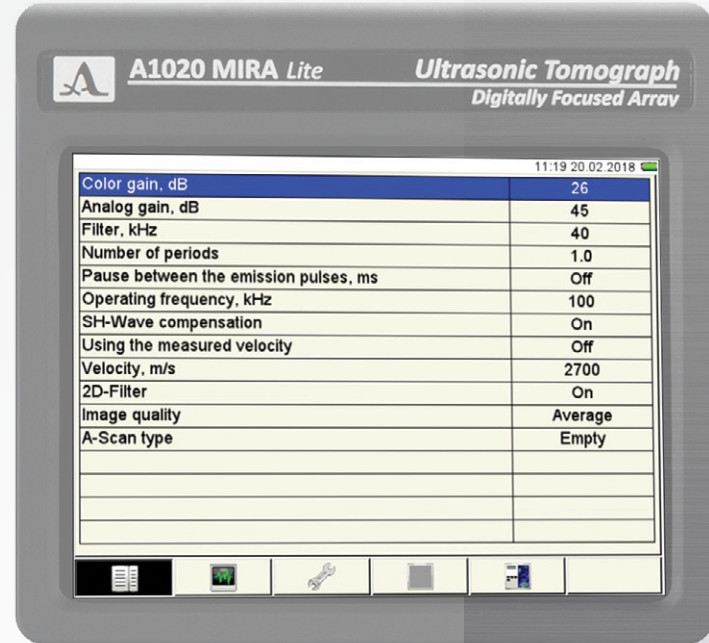 A1020 MIRA Lite
Ultrasonic Tomograph
Digitally Focused Array
11:19 20.02.2018
Color gain, dB 26
Analog gain, dB 45
Filter, kHz 40
Number of periods 1.0
Pause between the emission pulses, ms Off
Operating frequency, kHz 100
SH-Wave compensation On
Using the measured velocity Off
Velocity, m/s 2700
2D-Filter On
Image quality Average
A-Scan type Empty